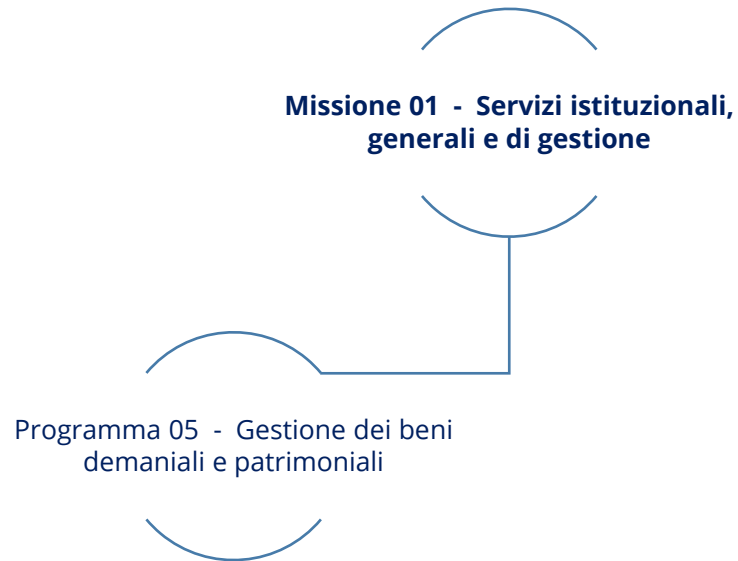 Missione 01  -  Servizi istituzionali,
generali e di gestione
Programma 05  -  Gestione dei beni
demaniali e patrimoniali